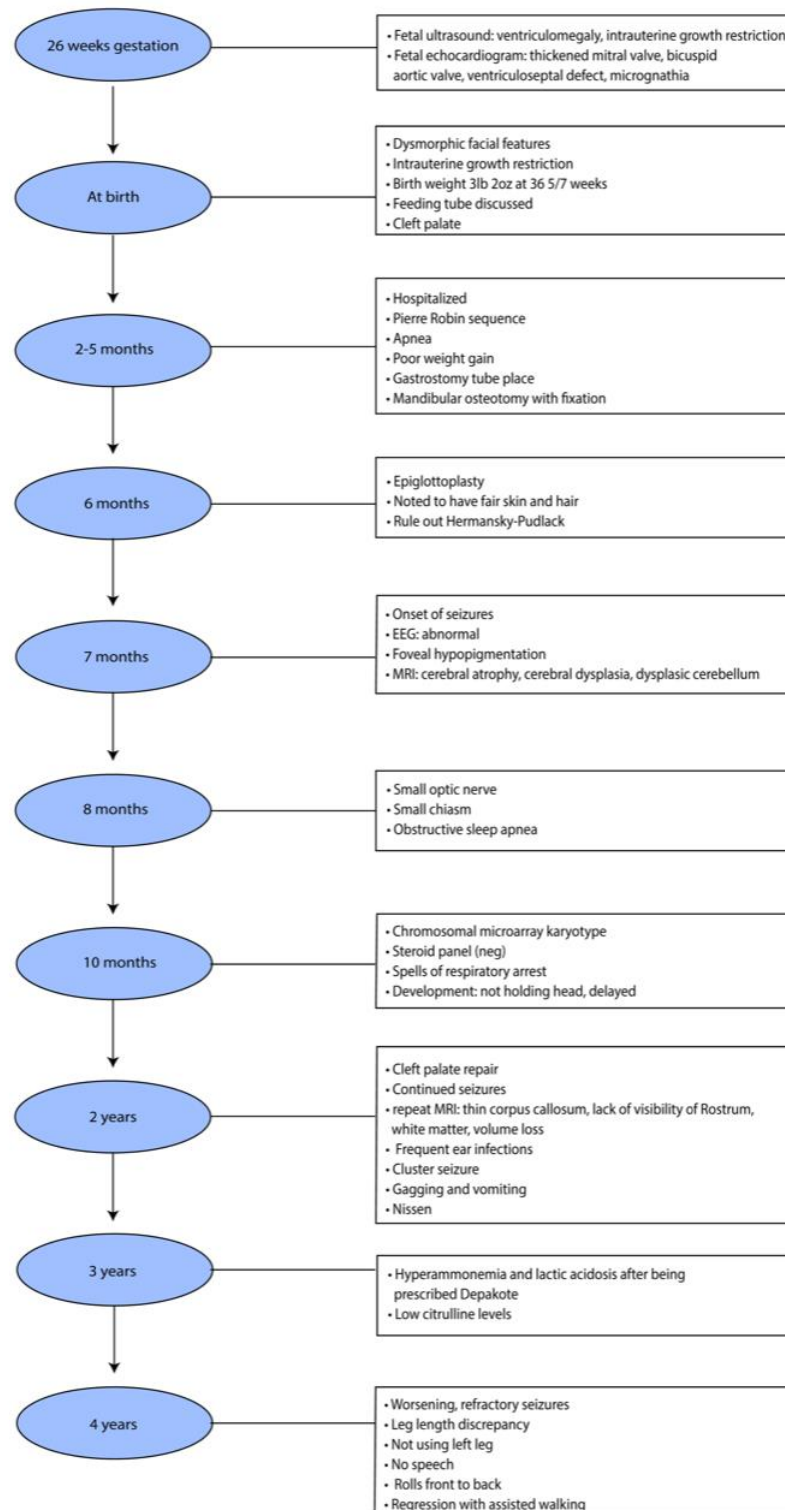 26 weeks gestation
• Fetal ultrasound: ventriculomegaly, intrauterine growth restriction
• Fetal echocardiogram: thickened mitral valve, bicuspid
aortic valve, ventriculoseptal defect, micrognathia
At birth
• Dysmorphic facial features
• Intrauterine growth restriction
• Birth weight 3lb 2oz at 36 5/7 weeks
• Feeding tube discussed
• Cleft palate
2-5 months
• Hospitalized
• Pierre Robin sequence
• Apnea
• Poor weight gain
• Gastrostomy tube place
• Mandibular osteotomy with fixation
6 months
• Epiglottoplasty
• Noted to have fair skin and hair
• Rule out Hermansky-Pudlack
7 months
• Onset of seizures
• EEG: abnormal
• Foveal hypopigmentation
• MRI: cerebral atrophy, cerebral dysplasia, dysplasic cerebellum
8 months
• Small optic nerve
• Small chiasm
• Obstructive sleep apnea
10 months
• Chromosomal microarray karyotype
• Steroid panel (neg)
• Spells of respiratory arrest
• Development: not holding head, delayed
2 years
• Cleft palate repair
• Continued seizures
• repeat MRI: thin corpus callosum, lack of visibility of Rostrum,
white matter, volume loss
• Frequent ear infections
• Cluster seizure
• Gagging and vomiting
• Nissen
3 years
• Hyperammonemia and lactic acidosis after being
prescribed Depakote
• Low citrulline levels
4 years
• Worsening, refractory seizures
• Leg length discrepancy
• Not using left leg
• No speech
• Rolls front to back
• Regression with assisted walking